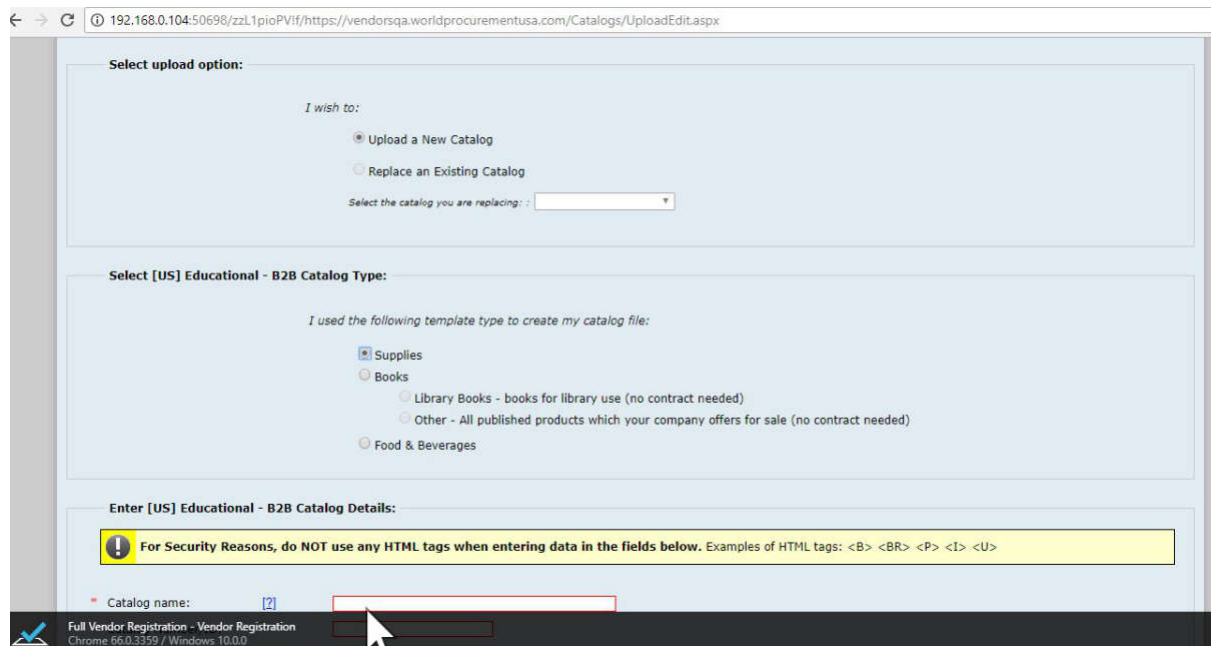 192.168.0.104:50698/zzL1pioPV!f/https://vendorsqa.worldprocurementusa.com/Catalogs/UploadEdit.aspx
Select upload option:
I wish to:
Upload a New Catalog
Replace an Existing Catalog
Select the catalog you are replacing: :
Select [US] Educational - B2B Catalog Type:
I used the following template type to create my catalog file:
Supplies
Books
Library Books - books for library use (no contract needed)
Other - All published products which your company offers for sale (no contract needed)
Food & Beverages
Enter [US] Educational - B2B Catalog Details:
For Security Reasons, do NOT use any HTML tags when entering data in the fields below. Examples of HTML tags: <B> <BR> <P> <I> <U>
* Catalog name: [?]
Full Vendor Registration - Vendor Registration
Chrome 66.0.3359 / Windows 10.0.0